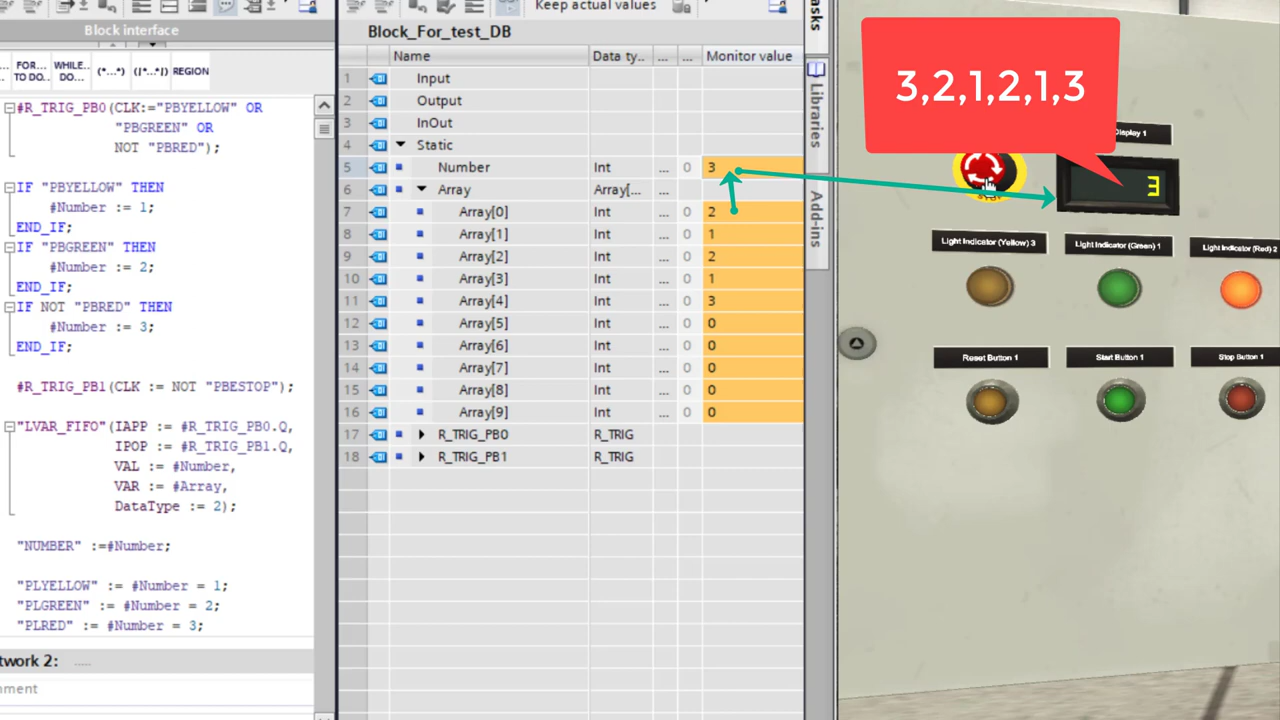 Block interface
FOR... TO DO... WHILE... DO... (*...*) (/*...*/) REGION
#R_TRIG_PB0(CLK:="PBYELLOW" OR
"PBGREEN" OR
NOT "PBRED");
IF "PBYELLOW" THEN
#Number := 1;
END_IF;
IF "PBGREEN" THEN
#Number := 2;
END_IF;
IF NOT "PBRED" THEN
#Number := 3;
END_IF;
#R_TRIG_PB1(CLK := NOT "PBESTOP");
"LVAR_FIFO"(IAPP := #R_TRIG_PB0.Q,
IPOP := #R_TRIG_PB1.Q,
VAL := #Number,
VAR := #Array,
DataType := 2);
"NUMBER" :=#Number;
"PLYELLOW" := #Number = 1;
"PLGREEN" := #Number = 2;
"PLRED" := #Number = 3;
twork 2: .....
nment
Keep actual values
Block_For_test_DB
Name Data ty... ... ... Monitor value
1 Input
2 Output
3 InOut
4 Static
5 Number Int ... 0 3
6 Array Array[... ...
7 Array[0] Int ... 0 2
8 Array[1] Int ... 0 1
9 Array[2] Int ... 0 2
10 Array[3] Int ... 0 1
11 Array[4] Int ... 0 3
12 Array[5] Int ... 0 0
13 Array[6] Int ... 0 0
14 Array[7] Int ... 0 0
15 Array[8] Int ... 0 0
16 Array[9] Int ... 0 0
17 R_TRIG_PB0 R_TRIG
18 R_TRIG_PB1 R_TRIG
asks
Libraries
Add-ins
3,2,1,2,1,3
Display 1
3
Light Indicator (Yellow) 3
Light Indicator (Green) 1
Light Indicator (Red) 2
Reset Button 1
Start Button 1
Stop Button 1